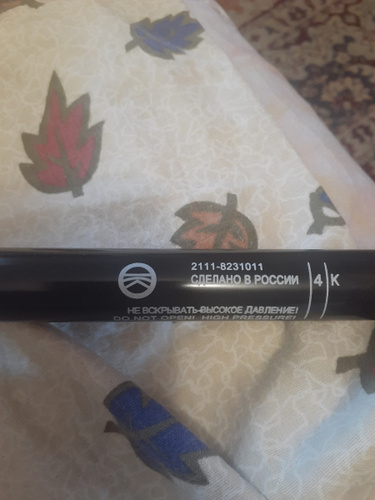 2111-8231011
СДЕЛАНО В РОССИИ
4 K
НЕ ВСКРЫВАТЬ-ВЫСОКОЕ ДАВЛЕНИЕ!
DO NOT OPEN! HIGH PRESSURE!